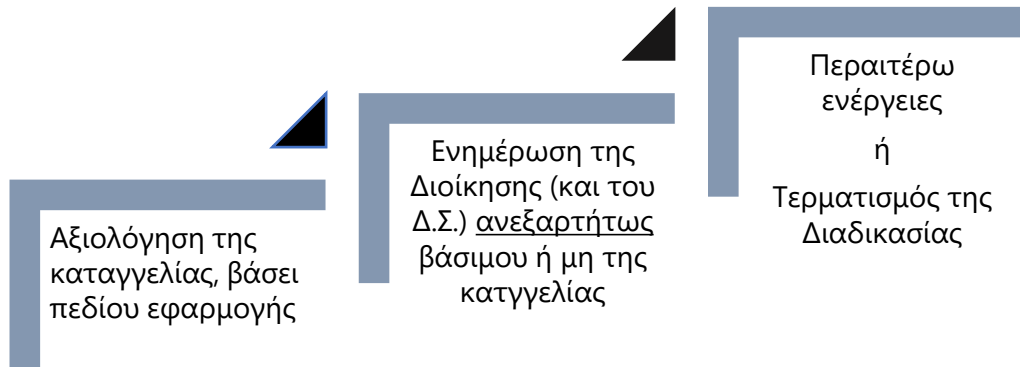 Αξιολόγηση της
καταγγελίας, βάσει
πεδίου εφαρμογής
Ενημέρωση της
Διοίκησης (και του
Δ.Σ.) ανεξαρτήτως
βάσιμου ή μη της
κατγγελίας
Περαιτέρω
ενέργειες
ή
Τερματισμός της
Διαδικασίας